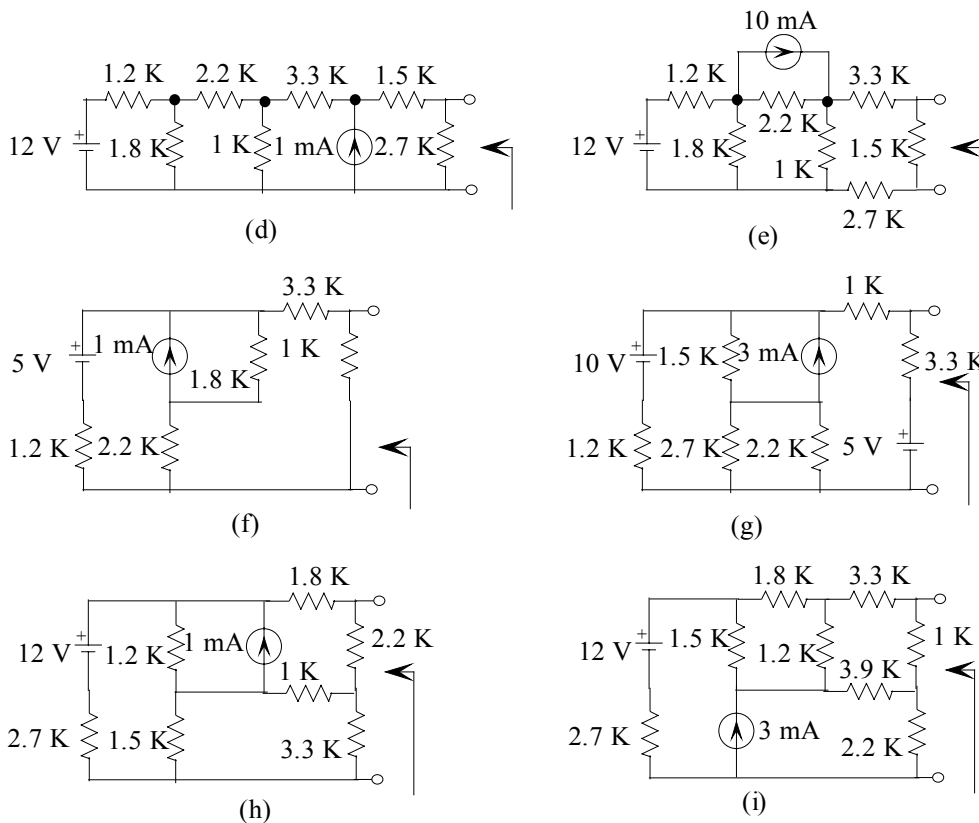 10 mA
1.2 K 2.2 K 3.3 K 1.5 K
1.2 K 3.3 K
12 V 1.8 K 1 K 1 mA 2.7 K
12 V 1.8 K 2.2 K 1 K 1.5 K
2.7 K
(d)
(e)
3.3 K
1 K
5 V 1 mA 1.8 K 1 K
10 V 1.5 K 3 mA 3.3 K
1.2 K 2.2 K
1.2 K 2.7 K 2.2 K 5 V
(f)
(g)
1.8 K
1.8 K 3.3 K
12 V 1.2 K 1 mA 1 K 2.2 K
12 V 1.5 K 1.2 K 3.9 K 1 K
2.7 K 1.5 K 3.3 K
2.7 K 3 mA 2.2 K
(h)
(i)